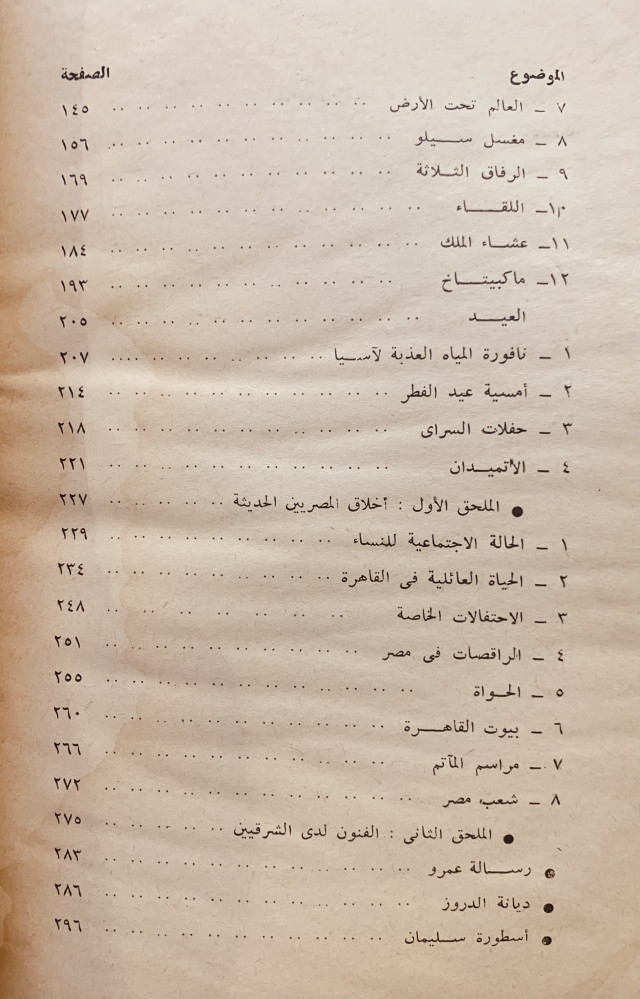 الموضوع الصفحة
٧ ـ العالم تحت الأرض ١٤٥
٨ ـ مغسل سيلو ١٥٦
٩ ـ الرفاق الثلاثة ١٦٩
١٠ـ اللقاء ١٧٧
١١ـ عشاء الملك ١٨٤
١٢ـ ماكبيتاخ ١٩٣
العيد ٢٠٥
١ ـ نافورة المياه العذبة لآسيا ٢٠٧
٢ ـ أمسية عيد الفطر ٢١٤
٣ ـ حفلات السراى ٢١٨
٤ ـ الاتميدان ٢٢١
● الملحق الأول : أخلاق المصريين الحديثة ٢٢٧
١ ـ الحالة الاجتماعية للنساء ٢٢٩
٢ ـ الحياة العائلية فى القاهرة ٢٣٤
٣ ـ الاحتفالات الخاصة ٢٤٨
٤ ـ الراقصات فى مصر ٢٥١
٥ ـ الحواة ٢٥٥
٦ ـ بيوت القاهرة ٢٦٠
٧ ـ مراسم المآتم ٢٦٦
٨ ـ شعب مصر ٢٧٢
● الملحق الثانى : الفنون لدى الشرقيين ٢٧٥
● رسالة عمرو ٢٨٣
● ديانة الدروز ٢٨٦
● أسطورة سليمان ٢٩٦